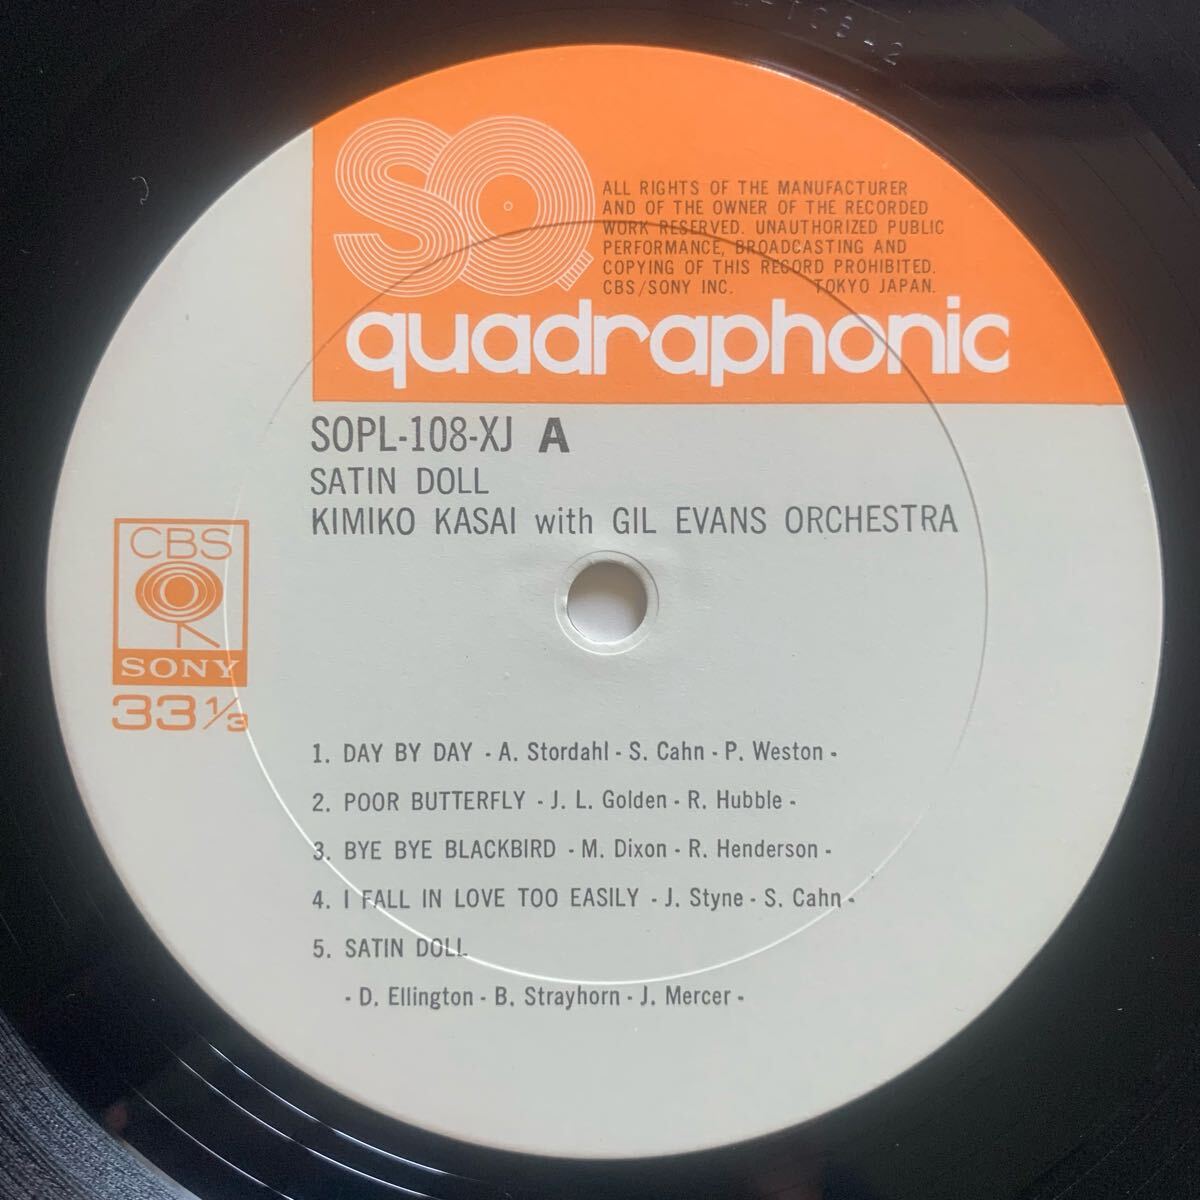 SQ
ALL RIGHTS OF THE MANUFACTURER
AND OF THE OWNER OF THE RECORDED
WORK RESERVED. UNAUTHORIZED PUBLIC
PERFORMANCE, BROADCASTING AND
COPYING OF THIS RECORD PROHIBITED.
CBS/SONY INC. TOKYO JAPAN.
quadraphonic
SOPL-108-XJ A
SATIN DOLL
KIMIKO KASAI with GIL EVANS ORCHESTRA
CBS
SONY
33 1/3
1. DAY BY DAY - A. Stordahl - S. Cahn - P. Weston -
2. POOR BUTTERFLY - J. L. Golden - R. Hubble -
3. BYE BYE BLACKBIRD - M. Dixon - R. Henderson -
4. I FALL IN LOVE TOO EASILY - J. Styne - S. Cahn -
5. SATIN DOLL
- D. Ellington - B. Strayhorn - J. Mercer -